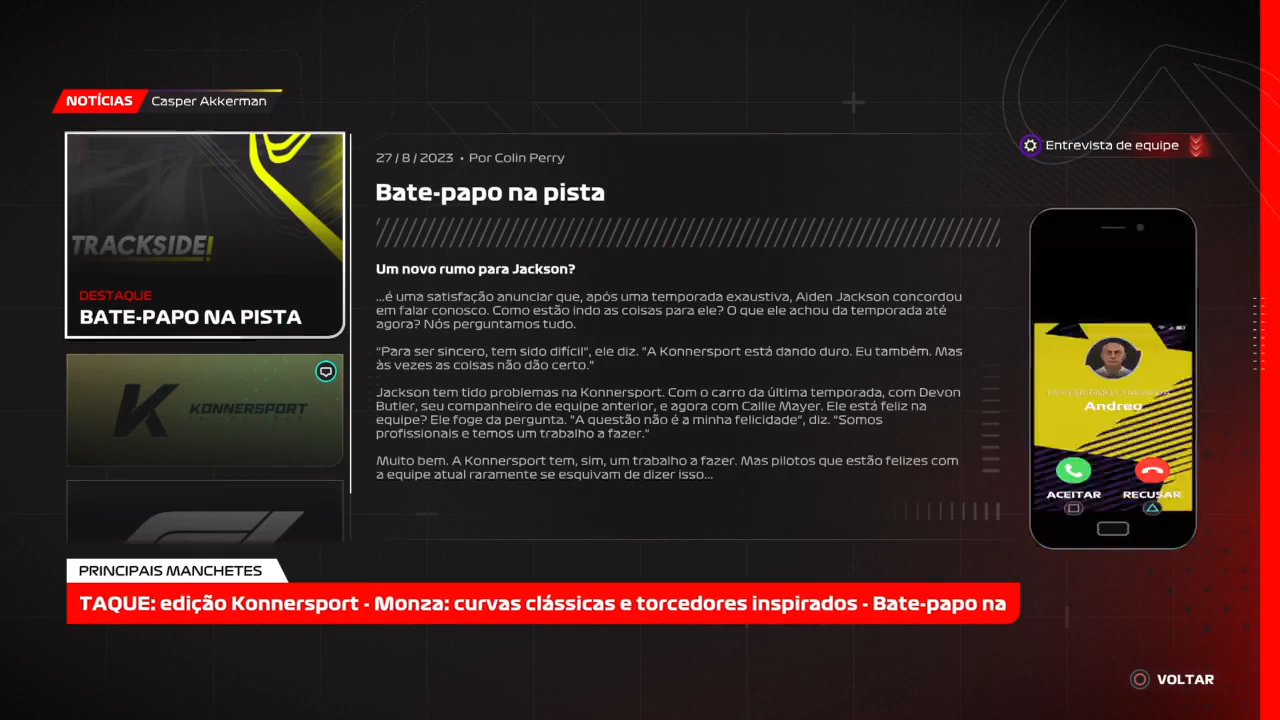 NOTÍCIAS Casper Akkerman
TRACKSIDE!
DESTAQUE
BATE-PAPO NA PISTA
KONNERSPORT
27/8/2023 • Por Colin Perry
Bate-papo na pista
Um novo rumo para Jackson?
...é uma satisfação anunciar que, após uma temporada exaustiva, Aiden Jackson concordou
em falar conosco. Como estão indo as coisas para ele? O que ele achou da temporada até
agora? Nós perguntamos tudo.
"Para ser sincero, tem sido difícil", ele diz. "A Konnersport está dando duro. Eu também. Mas
às vezes as coisas não dão certo."
Jackson tem tido problemas na Konnersport. Com o carro da última temporada, com Devon
Butler, seu companheiro de equipe anterior, e agora com Callie Mayer. Ele está feliz na
equipe? Ele foge da pergunta. "A questão não é a minha felicidade", diz. "Somos
profissionais e temos um trabalho a fazer."
Muito bem. A Konnersport tem, sim, um trabalho a fazer. Mas pilotos que estão felizes com
a equipe atual raramente se esquivam de dizer isso...
Entrevista de equipe
Andreo
ACEITAR RECUSAR
PRINCIPAIS MANCHETES
TAQUE: edição Konnersport - Monza: curvas clássicas e torcedores inspirados - Bate-papo na
VOLTAR